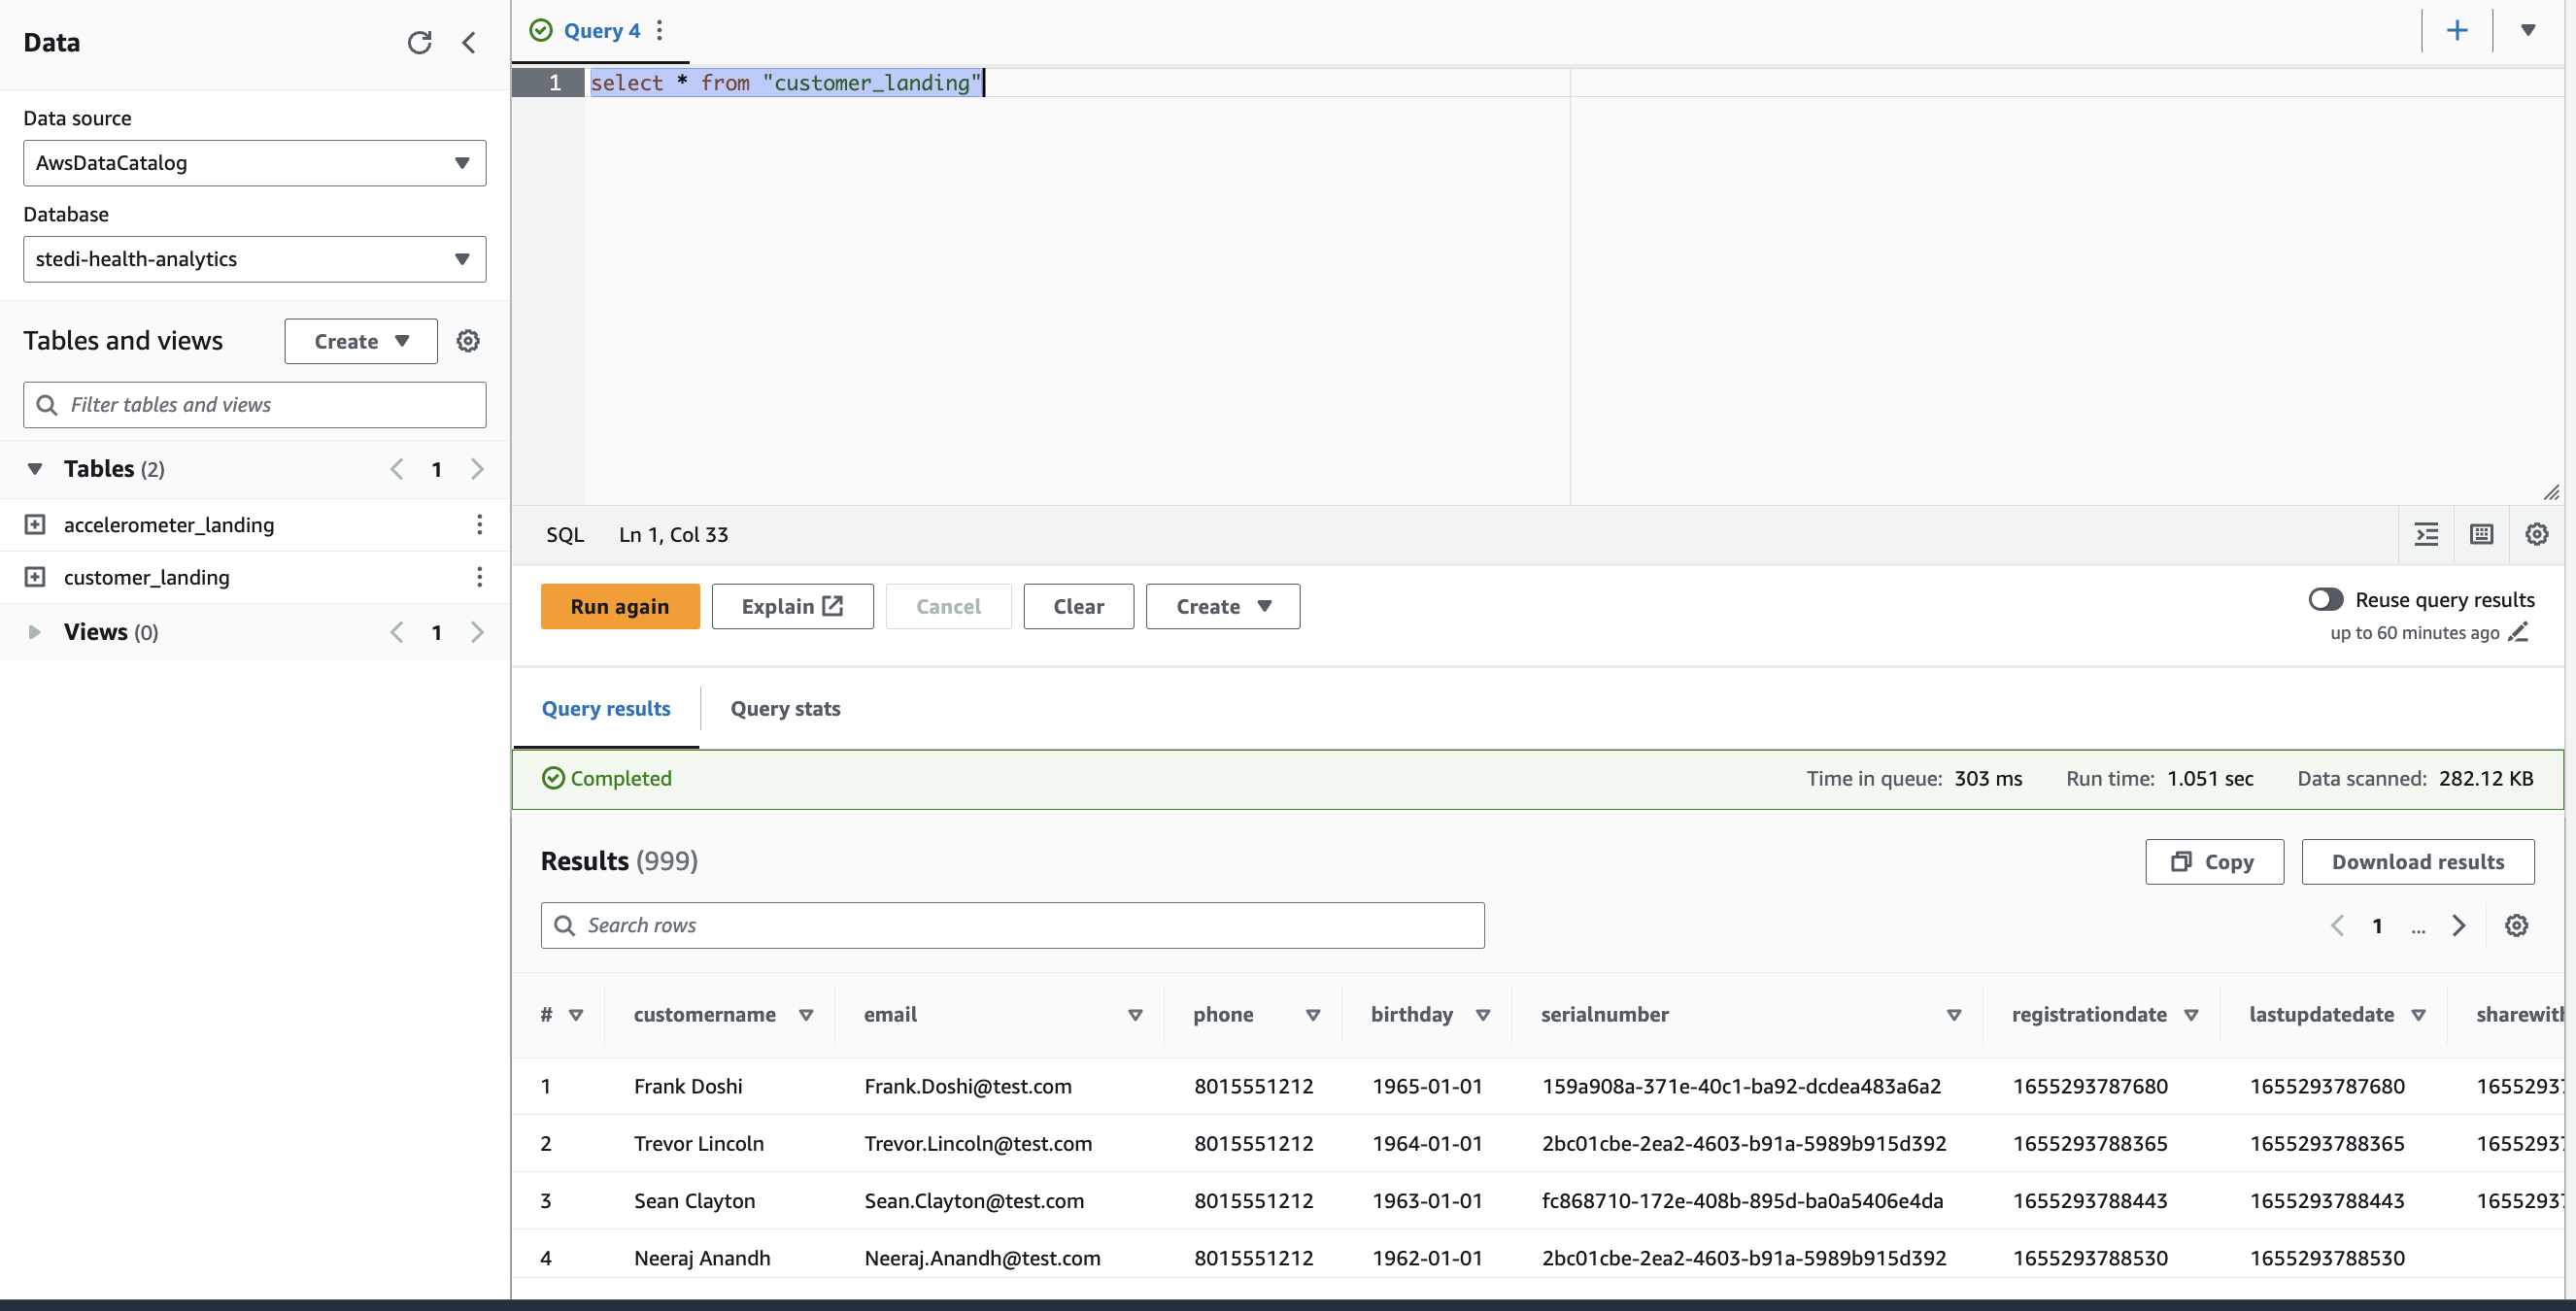 Data
Data source
AwsDataCatalog
Database
stedi-health-analytics
Tables and views
Create
Filter tables and views
Tables (2)
1
accelerometer_landing
customer_landing
Views (0)
1
Query 4
1 select * from "customer_landing"
SQL Ln 1, Col 33
Run again Explain Cancel Clear Create
Reuse query results
up to 60 minutes ago
Query results Query stats
Completed Time in queue: 303 ms Run time: 1.051 sec Data scanned: 282.12 KB
Results (999) Copy Download results
Search rows 1 ...
# customername email phone birthday serialnumber registrationdate lastupdatedate sharewith
1 Frank Doshi Frank.Doshi@test.com 8015551212 1965-01-01 159a908a-371e-40c1-ba92-dcdea483a6a2 1655293787680 1655293787680 1655293
2 Trevor Lincoln Trevor.Lincoln@test.com 8015551212 1964-01-01 2bc01cbe-2ea2-4603-b91a-5989b915d392 1655293788365 1655293788365 1655293
3 Sean Clayton Sean.Clayton@test.com 8015551212 1963-01-01 fc868710-172e-408b-895d-ba0a5406e4da 1655293788443 1655293788443 1655293
4 Neeraj Anandh Neeraj.Anandh@test.com 8015551212 1962-01-01 2bc01cbe-2ea2-4603-b91a-5989b915d392 1655293788530 1655293788530